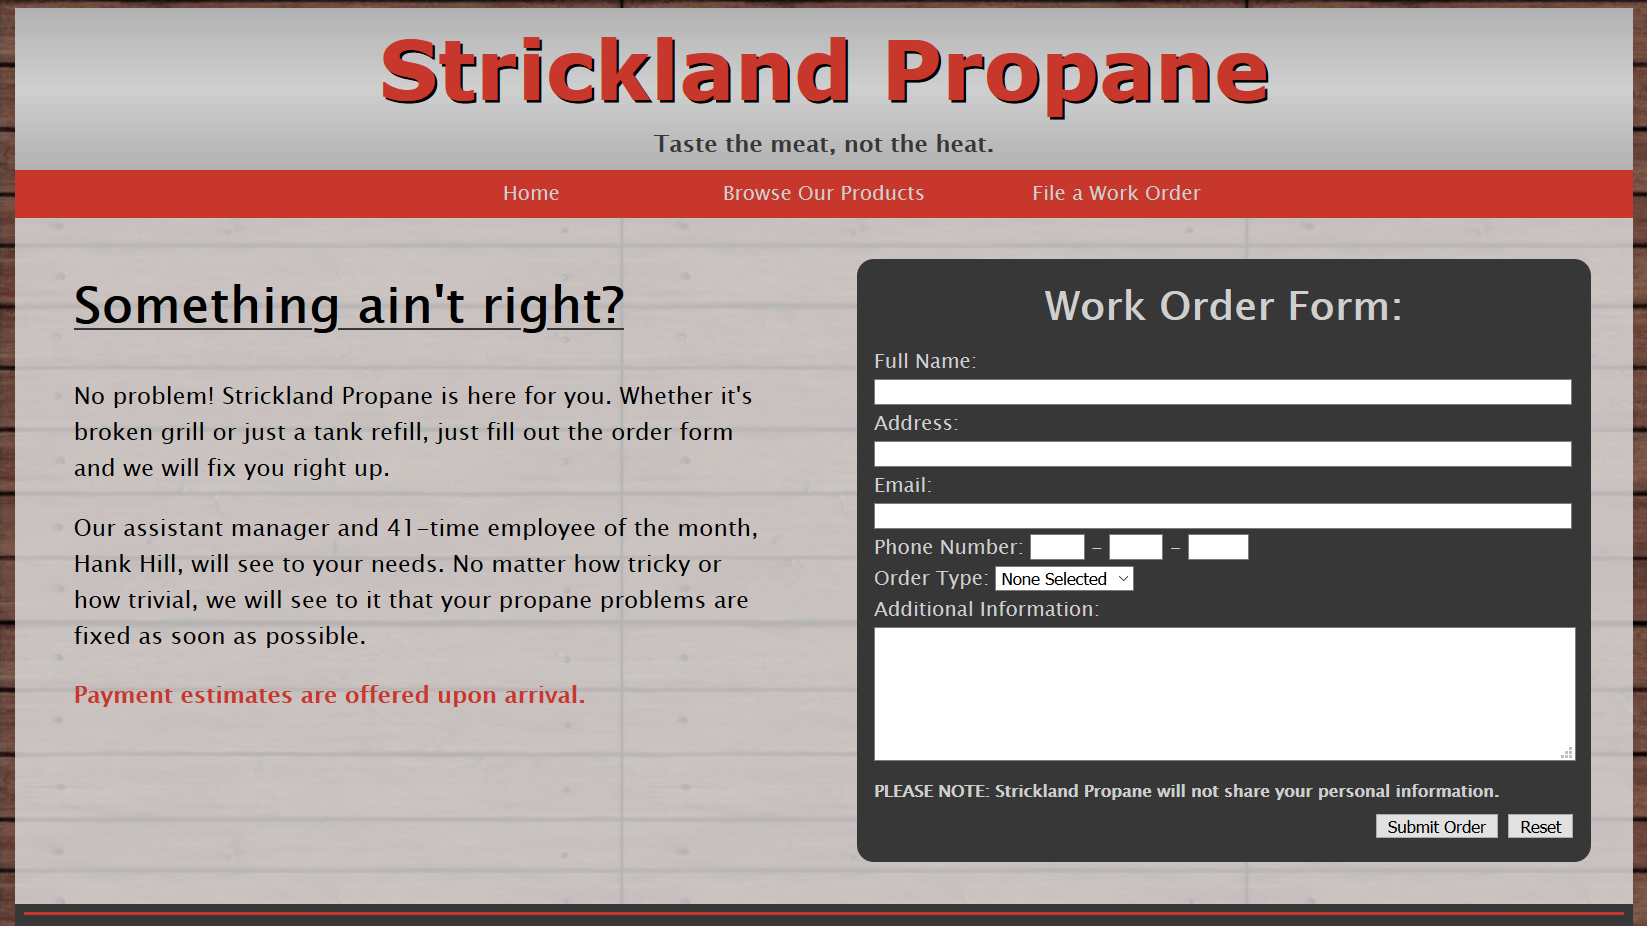 Strickland Propane
Taste the meat, not the heat.
Home Browse Our Products File a Work Order
Something ain't right?
No problem! Strickland Propane is here for you. Whether it's
broken grill or just a tank refill, just fill out the order form
and we will fix you right up.
Our assistant manager and 41-time employee of the month,
Hank Hill, will see to your needs. No matter how tricky or
how trivial, we will see to it that your propane problems are
fixed as soon as possible.
Payment estimates are offered upon arrival.
Work Order Form:
Full Name:
Address:
Email:
Phone Number: - -
Order Type: None Selected
Additional Information:
PLEASE NOTE: Strickland Propane will not share your personal information.
Submit Order Reset